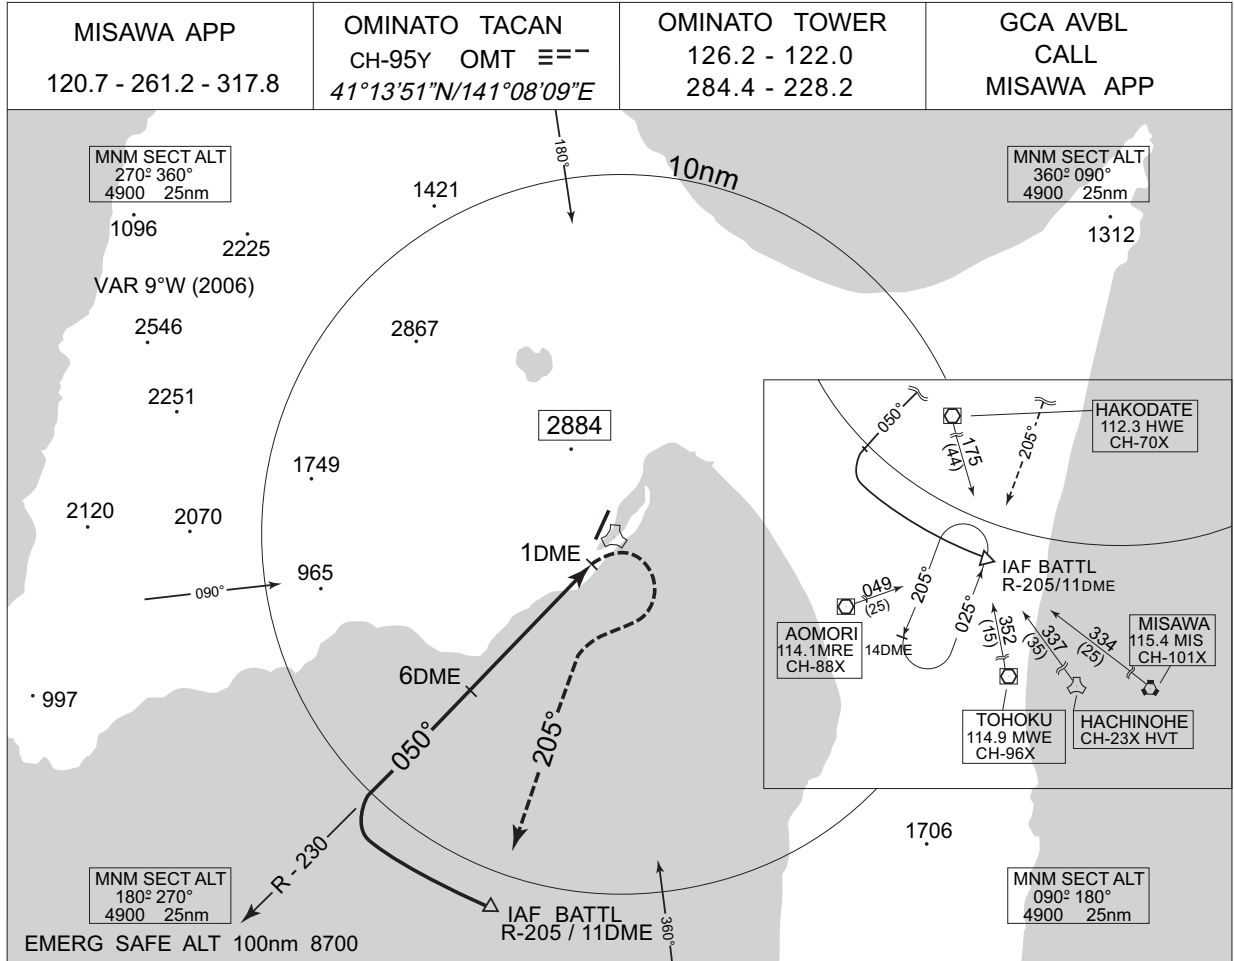 MISAWA APP
120.7 - 261.2 - 317.8
OMINATO TACAN
CH-95Y OMT
41°13'51"N/141°08'09"E
OMINATO TOWER
126.2 - 122.0
284.4 - 228.2
GCA AVBL
CALL
MISAWA APP
MNM SECT ALT
270º 360°
4900 25nm
1096
2225
VAR 9°W (2006)
2546
2251
2120
2070
997
1421
2867
1749
965
180°
10nm
2884
090°
MNM SECT ALT
360º 090°
4900 25nm
1312
1DME
6DME
050°
205°
R - 230
IAF BATTL
R-205 / 11DME
360°
050°
175
(44)
205°
HAKODATE
112.3 HWE
CH-70X
IAF BATTL
R-205/11DME
049
(25)
205°
025°
14DME
AOMORI
114.1MRE
CH-88X
352
(15)
337
(35)
334
(25)
MISAWA
115.4 MIS
CH-101X
TOHOKU
114.9 MWE
CH-96X
HACHINOHE
CH-23X HVT
1706
MNM SECT ALT
180º 270°
4900 25nm
EMERG SAFE ALT 100nm 8700
MNM SECT ALT
090º 180°
4900 25nm